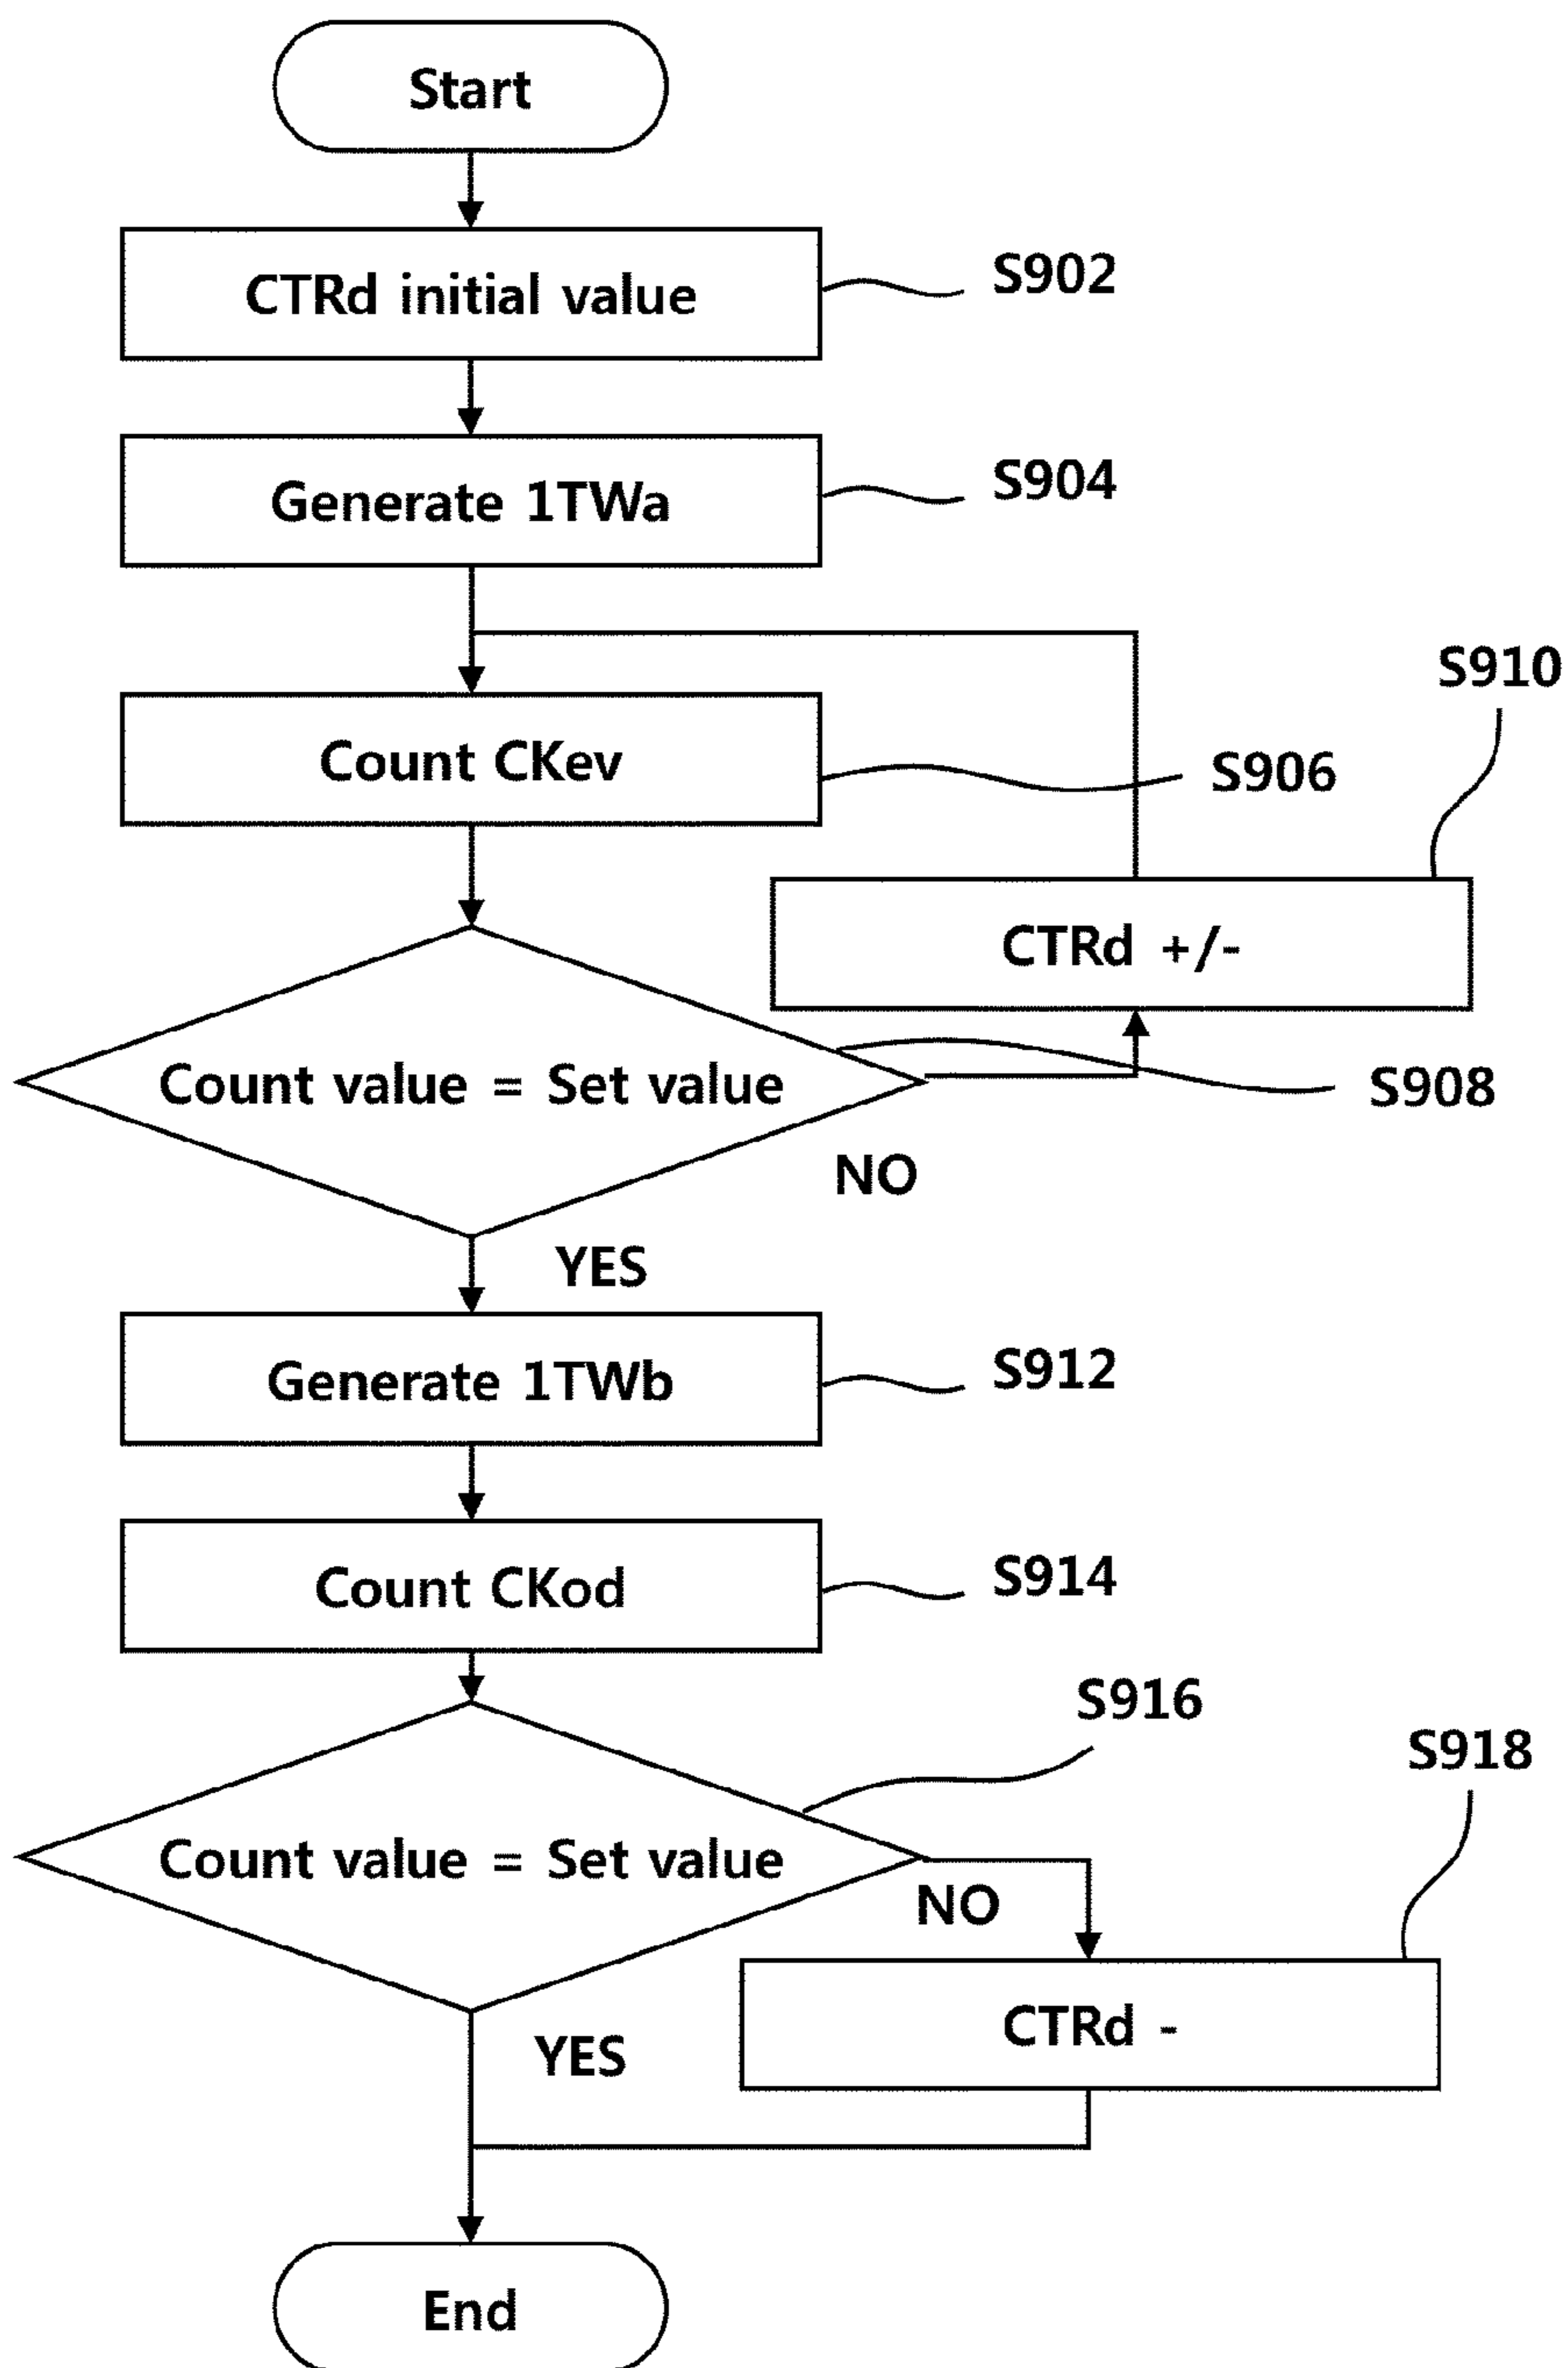 Start
CTRd initial value
S902
Generate 1TWa
S904
S910
Count CKev
S906
CTRd +/-
Count value = Set value
S908
NO
YES
Generate 1TWb
S912
Count CKod
S914
S916
S918
Count value = Set value
NO
CTRd -
YES
End